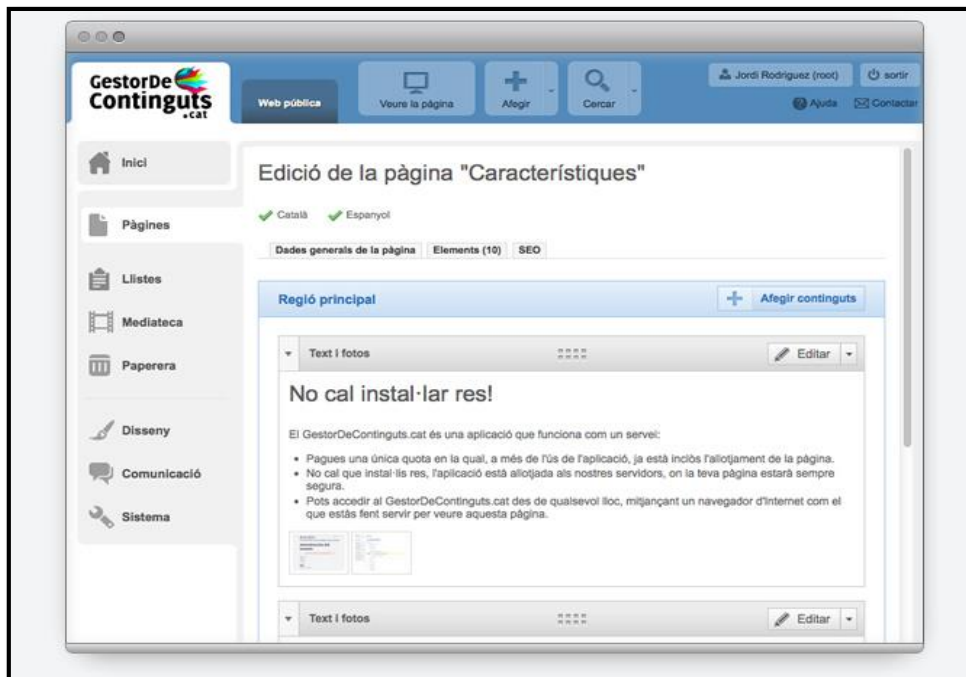 GestorDe
Continguts
.cat
Web pública
Veure la pàgina
Afegir
Cercar
Jordi Rodriguez (root)
sortir
Ajuda
Contactar
Inici
Pàgines
Llistes
Mediateca
Paperera
Disseny
Comunicació
Sistema
Edició de la pàgina "Característiques"
Català
Espanyol
Dades generals de la pàgina
Elements (10)
SEO
Regió principal
Afegir continguts
Text i fotos
Editar
No cal instal·lar res!
El GestorDeContinguts.cat és una aplicació que funciona com un servei:
• Pagues una única quota en la qual, a més de l'ús de l'aplicació, ja està inclòs l'allotjament de la pàgina.
• No cal que instal·lis res, l'aplicació està allotjada als nostres servidors, on la teva pàgina estarà sempre
segura.
• Pots accedir al GestorDeContinguts.cat des de qualsevol lloc, mitjançant un navegador d'Internet com el
que estàs fent servir per veure aquesta pàgina.
Text i fotos
Editar